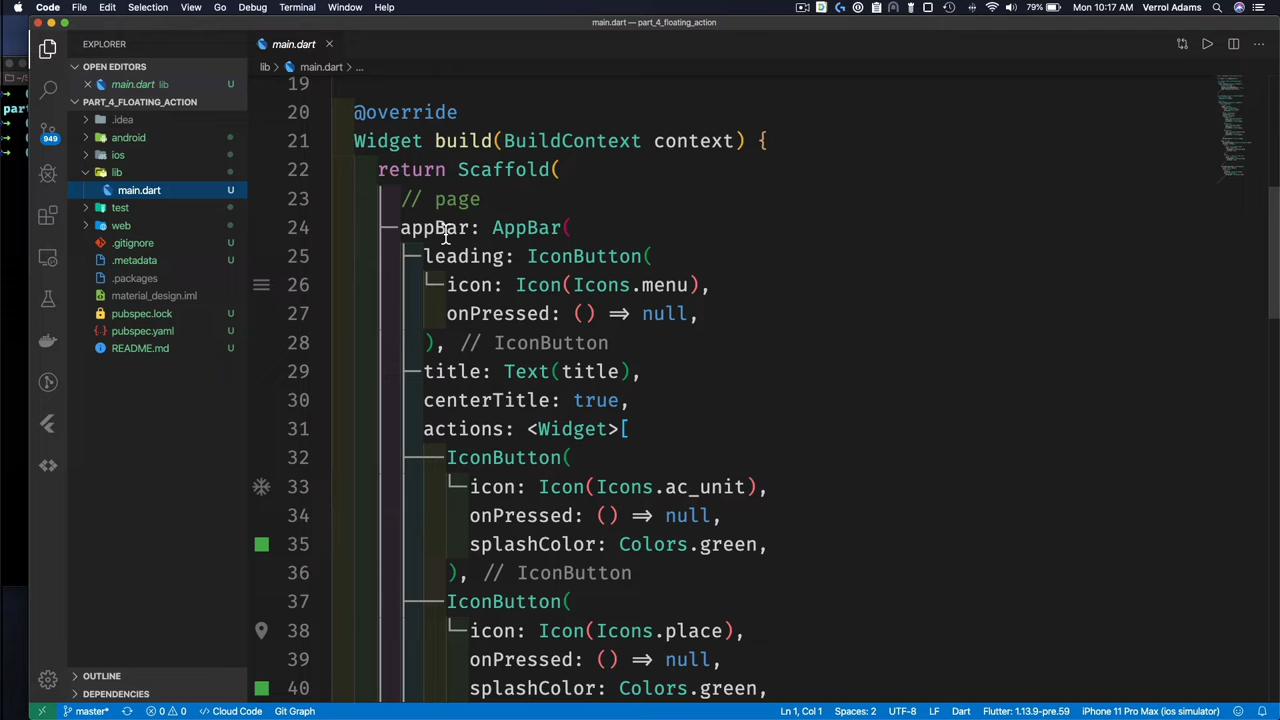 Code File Edit Selection View Go Debug Terminal Window Help
79% Wed Jan 8 10:17 AM Verrol Adams
main.dart — part_4_floating_action
EXPLORER
main.dart
OPEN EDITORS
main.dart lib U
lib > main.dart > ...
PART_4_FLOATING_ACTION
.idea
android
ios
lib
main.dart U
test
web
.gitignore U
.metadata U
.packages
material_design.iml
pubspec.lock U
pubspec.yaml U
README.md U
OUTLINE
DEPENDENCIES
949
part
19
20 @override
21 Widget build(BuildContext context) {
22 return Scaffold(
23 // page
24 appBar: AppBar(
25 leading: IconButton(
26 icon: Icon(Icons.menu),
27 onPressed: () => null,
28 ), // IconButton
29 title: Text(title),
30 centerTitle: true,
31 actions: <Widget>[
32 IconButton(
33 icon: Icon(Icons.ac_unit),
34 onPressed: () => null,
35 splashColor: Colors.green,
36 ), // IconButton
37 IconButton(
38 icon: Icon(Icons.place),
39 onPressed: () => null,
40 splashColor: Colors.green,
master* 0 0 Cloud Code Git Graph
Ln 1, Col 1 Spaces: 2 UTF-8 LF Dart Flutter: 1.13.9-pre.59 iPhone 11 Pro Max (ios simulator)